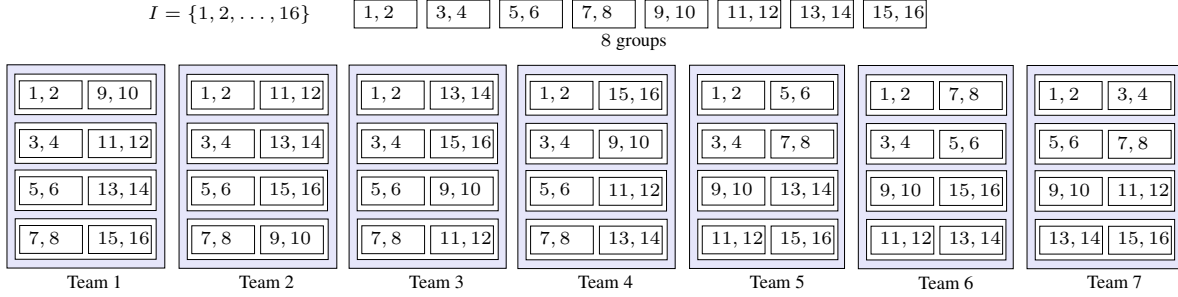 I = {1, 2, . . . , 16} 1, 2 3, 4 5, 6 7, 8 9, 10 11, 12 13, 14 15, 16
8 groups
1, 2 9, 10 1, 2 11, 12 1, 2 13, 14 1, 2 15, 16 1, 2 5, 6 1, 2 7, 8 1, 2 3, 4
3, 4 11, 12 3, 4 13, 14 3, 4 15, 16 3, 4 9, 10 3, 4 7, 8 3, 4 5, 6 5, 6 7, 8
5, 6 13, 14 5, 6 15, 16 5, 6 9, 10 5, 6 11, 12 9, 10 13, 14 9, 10 15, 16 9, 10 11, 12
7, 8 15, 16 7, 8 9, 10 7, 8 11, 12 7, 8 13, 14 11, 12 15, 16 11, 12 13, 14 13, 14 15, 16
Team 1 Team 2 Team 3 Team 4 Team 5 Team 6 Team 7